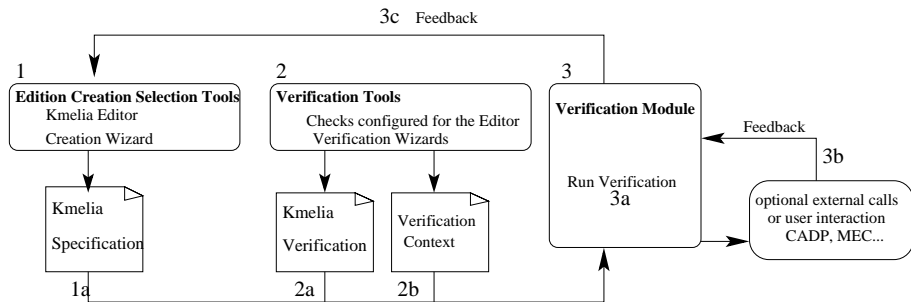 3c Feedback
1
Edition Creation Selection Tools
Kmelia Editor
Creation Wizard
2
Verification Tools
Checks configured for the Editor
Verification Wizards
3
Verification Module
Run Verification
3a
Feedback
3b
optional external calls
or user interaction
CADP, MEC...
Kmelia
Specification
Kmelia
Verification
Verification
Context
1a
2a
2b